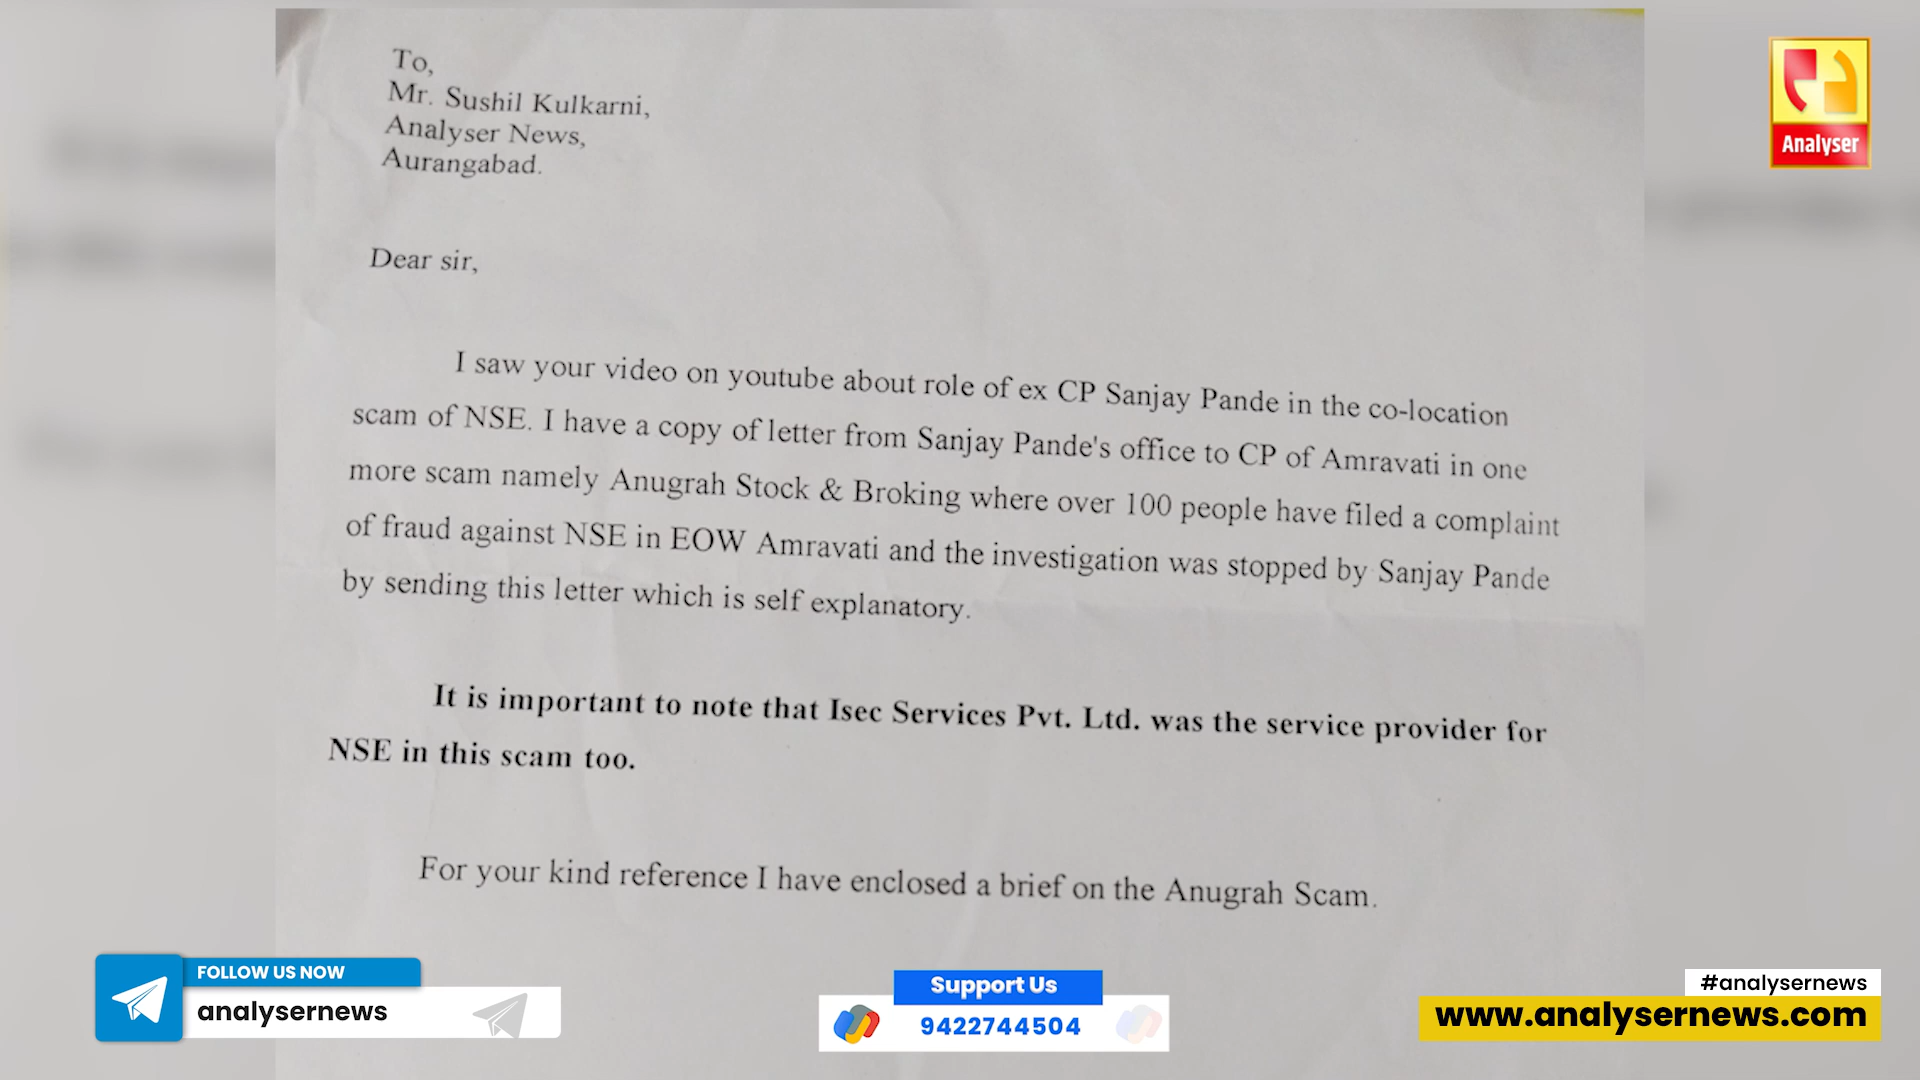 To,
Mr. Sushil Kulkarni,
Analyser News,
Aurangabad.
Dear sir,
I saw your video on youtube about role of ex CP Sanjay Pande in the co-location
scam of NSE. I have a copy of letter from Sanjay Pande's office to CP of Amravati in one
more scam namely Anugrah Stock & Broking where over 100 people have filed a complaint
of fraud against NSE in EOW Amravati and the investigation was stopped by Sanjay Pande
by sending this letter which is self explanatory.
It is important to note that Isec Services Pvt. Ltd. was the service provider for
NSE in this scam too.
For your kind reference I have enclosed a brief on the Anugrah Scam.
Analyser
FOLLOW US NOW
analysernews
Support Us
9422744504
#analysernews
www.analysernews.com